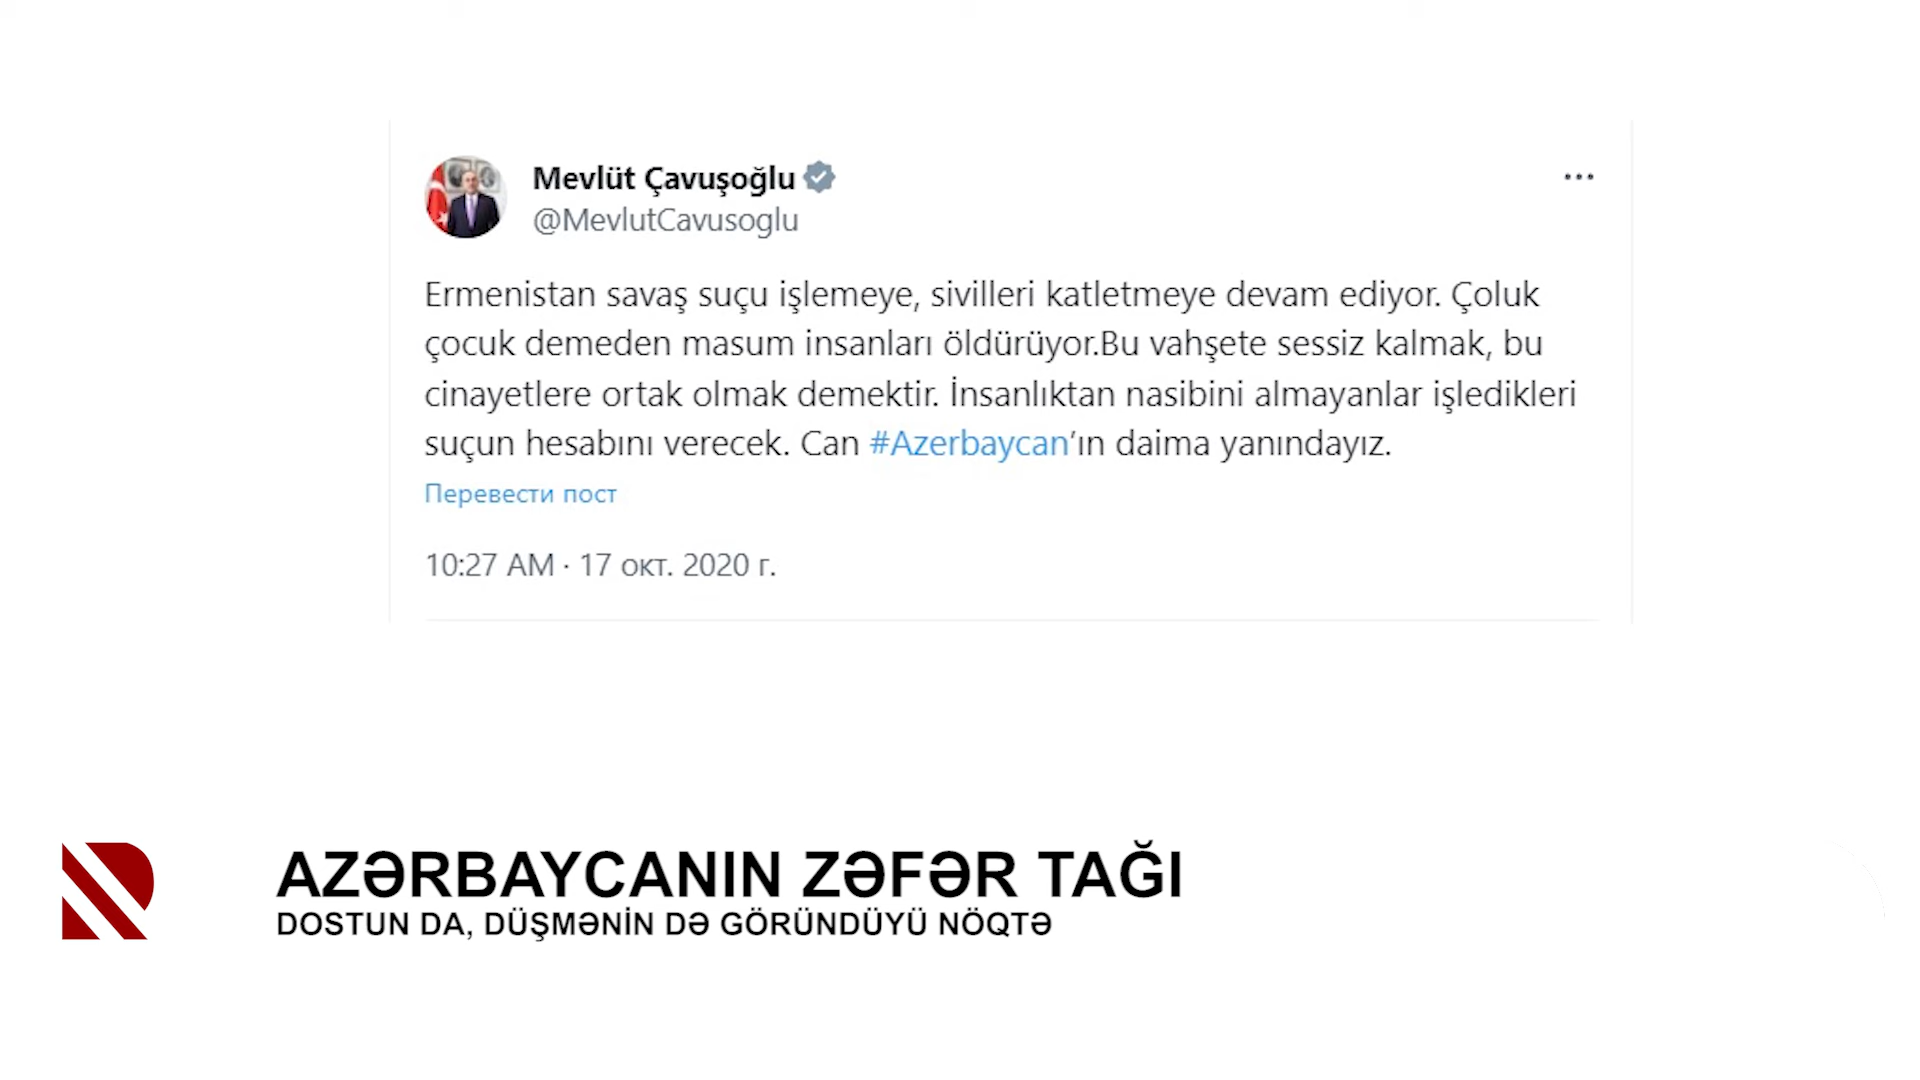 Mevlüt Çavuşoğlu
@MevlutCavusoglu
Ermenistan savaş suçu işlemeye, sivilleri katletmeye devam ediyor. Çoluk
çocuk demeden masum insanları öldürüyor.Bu vahşete sessiz kalmak, bu
cinayetlere ortak olmak demektir. İnsanlıktan nasibini almayanlar işledikleri
suçun hesabını verecek. Can #Azerbaycan’ın daima yanındayız.
Перевести пост
10:27 AM · 17 окт. 2020 г.
AZƏRBAYCANIN ZƏFƏR TAĞI
DOSTUN DA, DÜŞMƏNİN DƏ GÖRÜNDÜYÜ NÖQTƏ